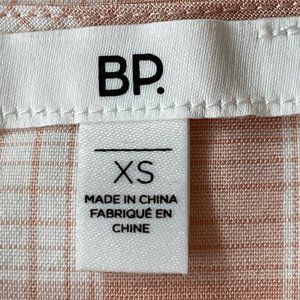 BP.
XS
MADE IN CHINA
FABRIQUÉ EN
CHINE